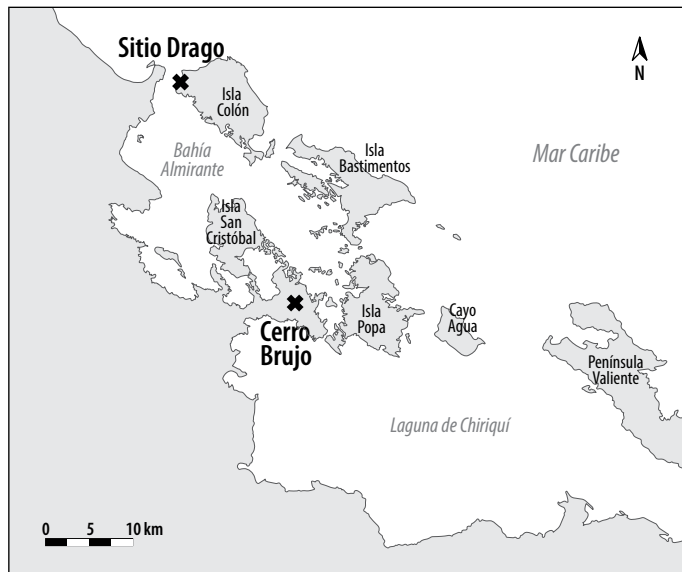 Sitio Drago
N
Isla
Colón
Isla
Bastimentos
Mar Caribe
Bahía
Almirante
Isla
San
Cristóbal
Cerro
Brujo
Isla
Popa
Cayo
Agua
Península
Valiente
Laguna de Chiriquí
0 5 10 km